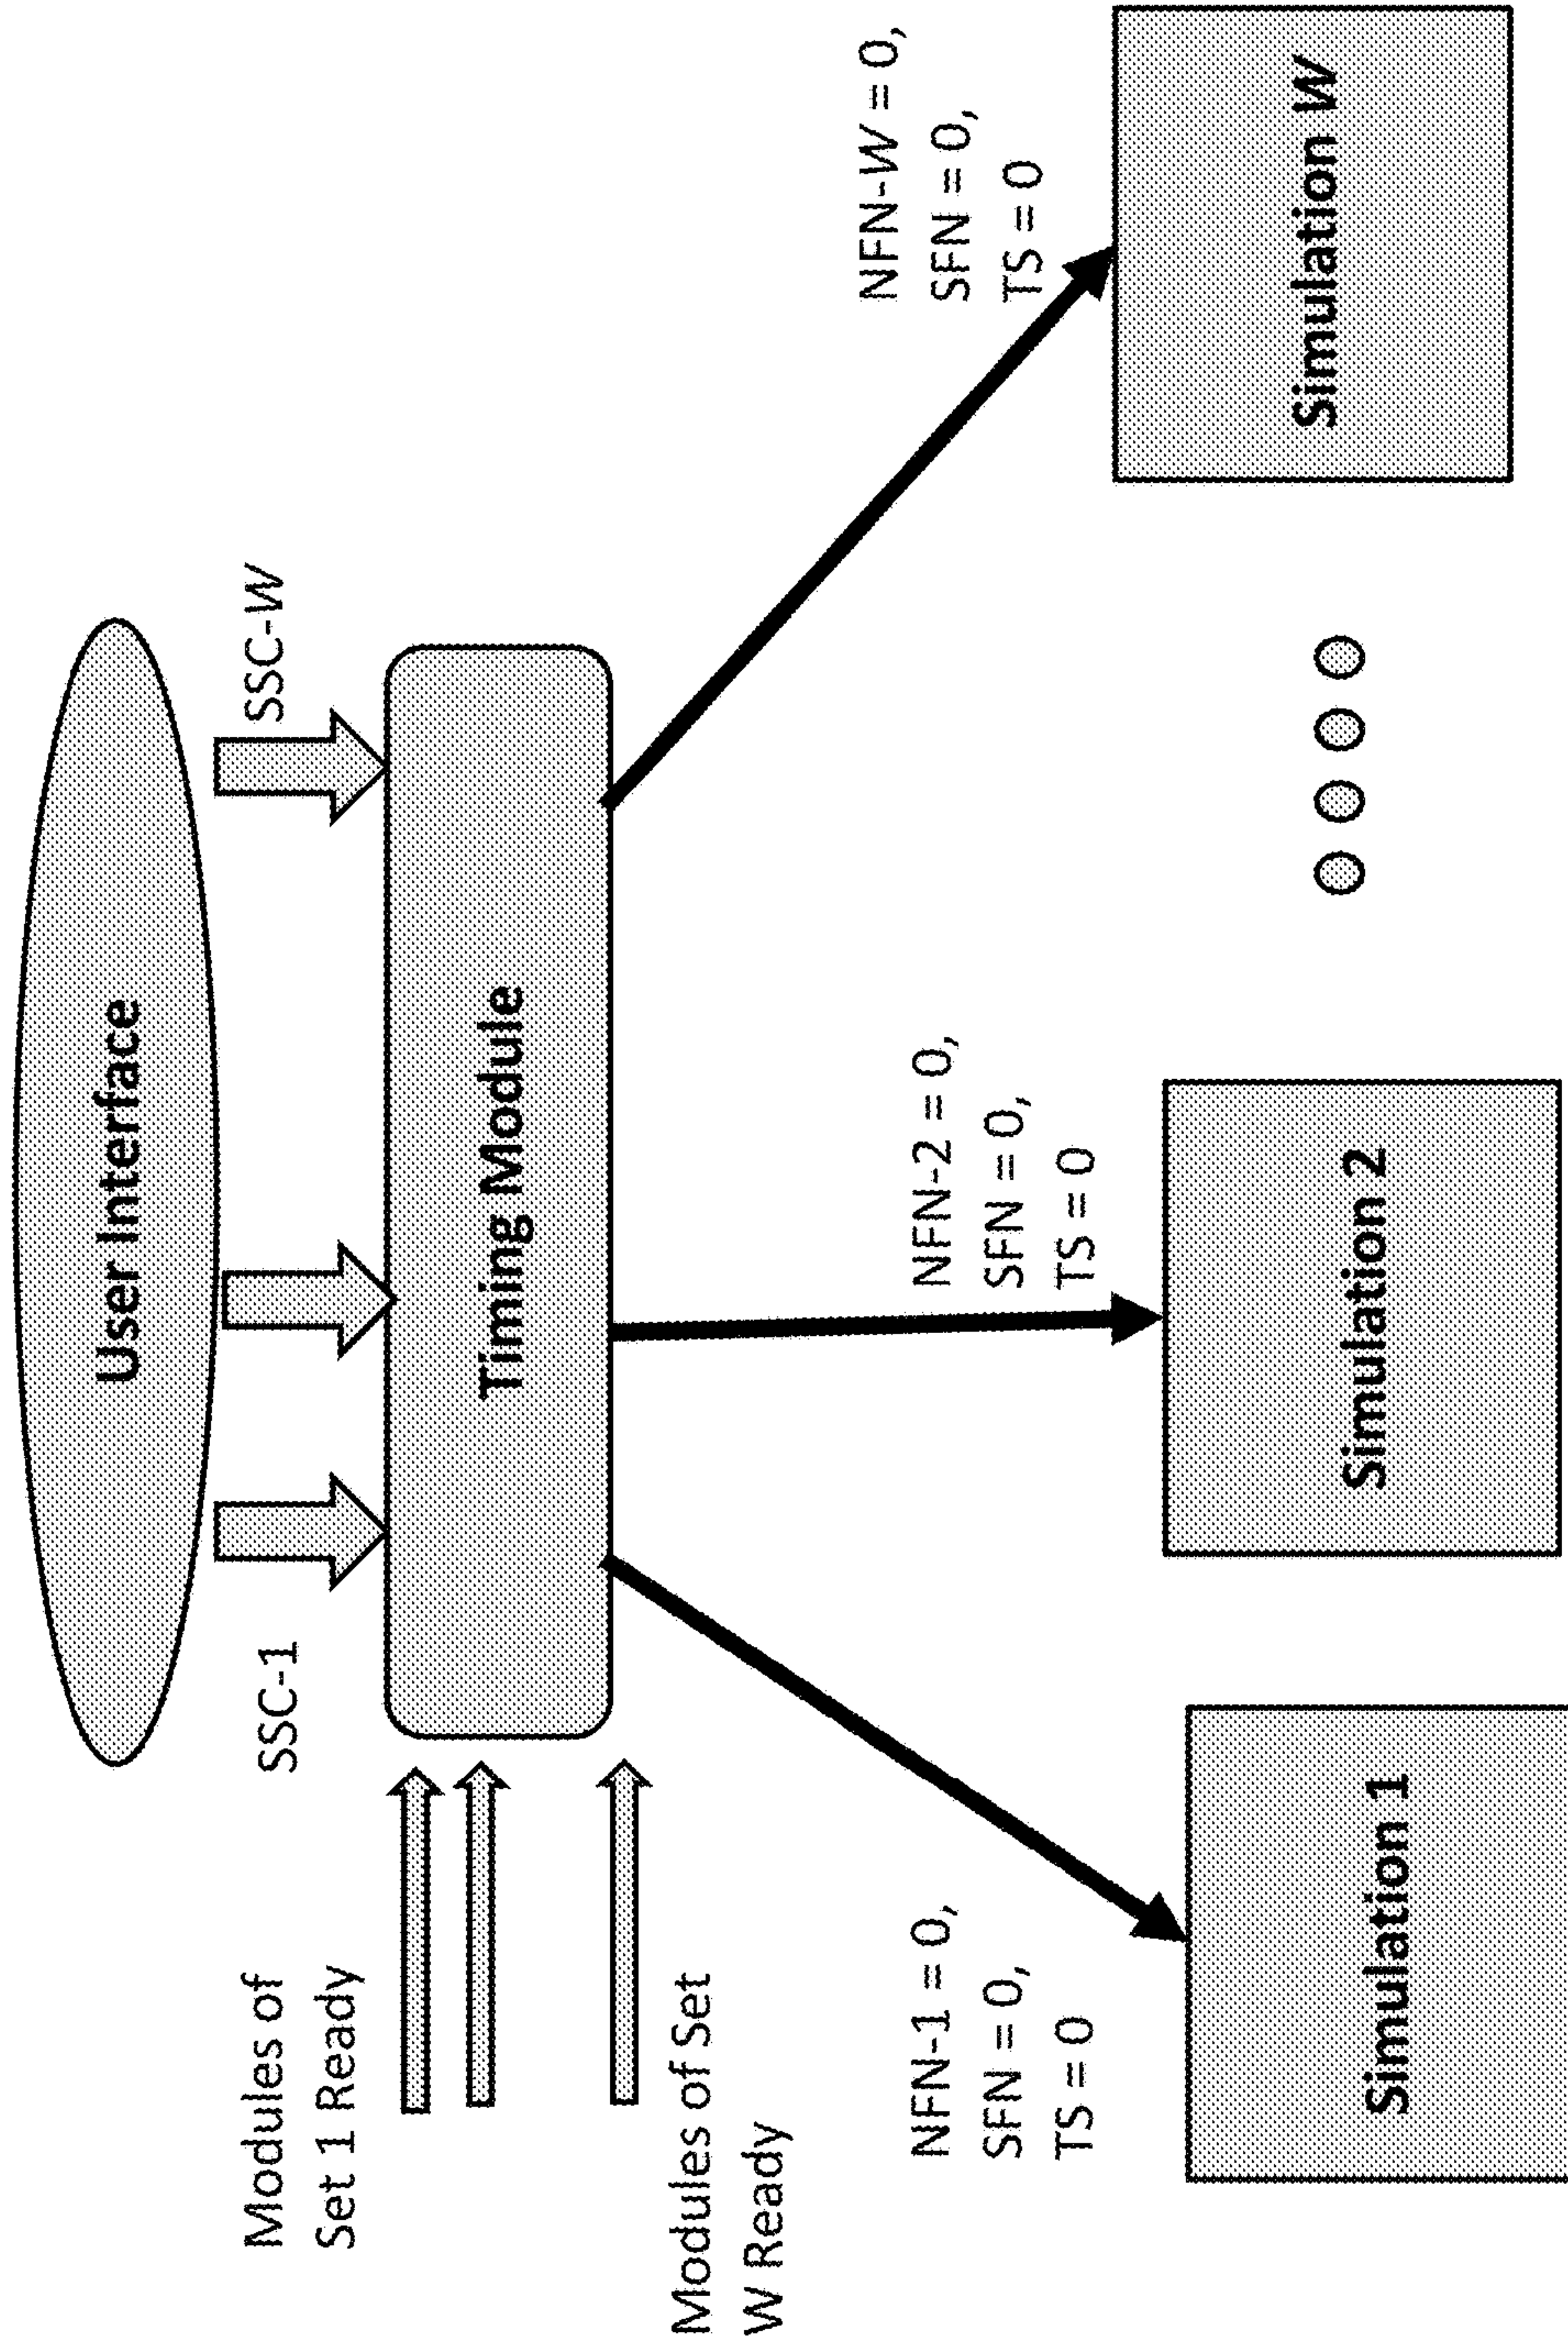 User Interface
SSC-1
SSC-W
Modules of
Set 1 Ready
Timing Module
Modules of Set
W Ready
NFN-1 = 0,
SFN = 0,
TS = 0
NFN-2 = 0,
SFN = 0,
TS = 0
NFN-W = 0,
SFN = 0,
TS = 0
Simulation 1
Simulation 2
Simulation W